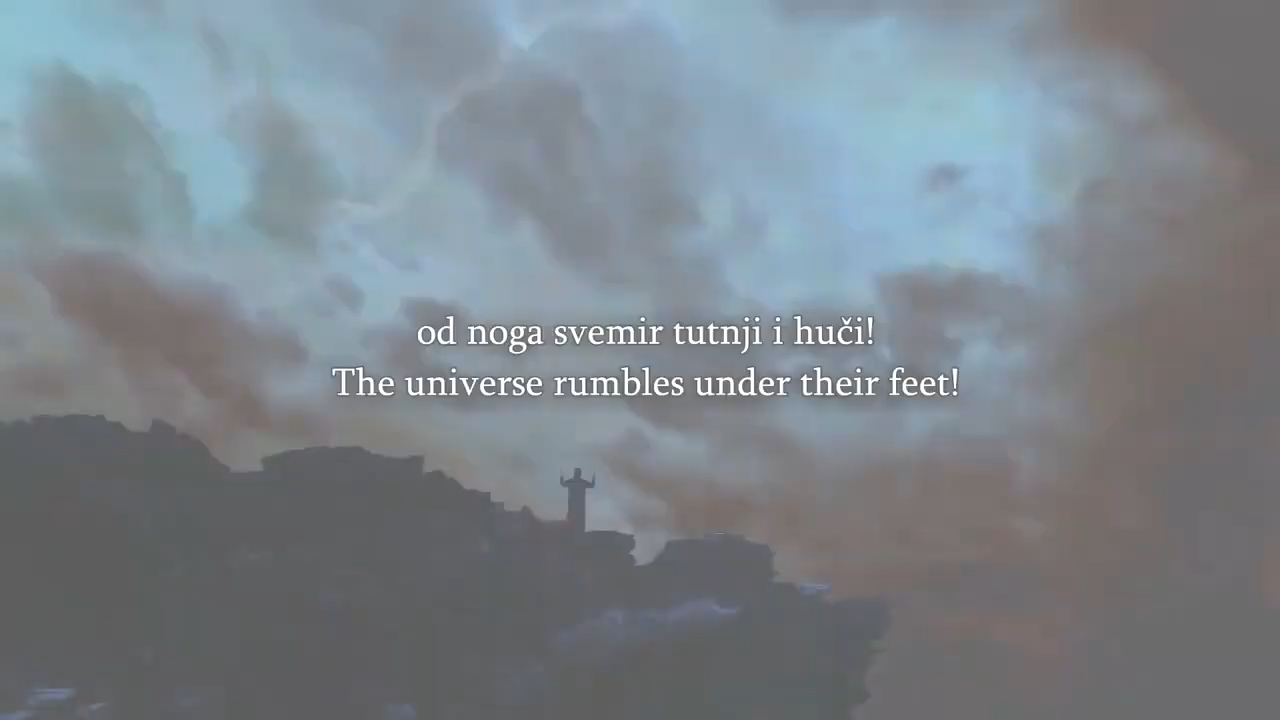 od noga svemir tutnji i huči!
The universe rumbles under their feet!